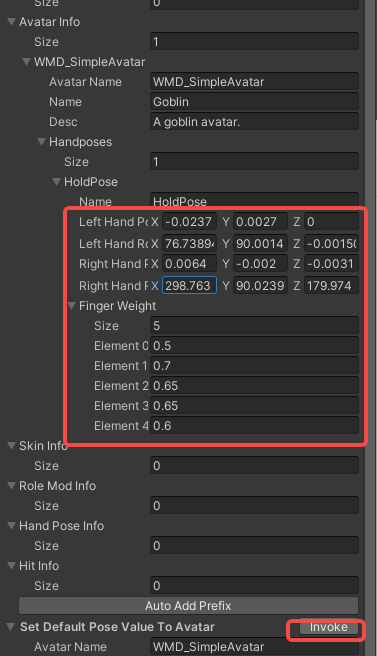 Size 0
Avatar Info
Size 1
WMD_SimpleAvatar
Avatar Name WMD_SimpleAvatar
Name Goblin
Desc A goblin avatar.
Handposes
Size 1
HoldPose
Name HoldPose
Left Hand Po X -0.0237 Y 0.0027 Z 0
Left Hand Ro X 76.7389 Y 90.0014 Z -0.00150
Right Hand P X 0.0064 Y -0.002 Z -0.0031
Right Hand R X 298.763 Y 90.0239 Z 179.974
Finger Weight
Size 5
Element 0 0.5
Element 1 0.7
Element 2 0.65
Element 3 0.65
Element 4 0.6
Skin Info
Size 0
Role Mod Info
Size 0
Hand Pose Info
Size 0
Hit Info
Size 0
Auto Add Prefix
Set Default Pose Value To Avatar Invoke
Avatar Name WMD_SimpleAvatar